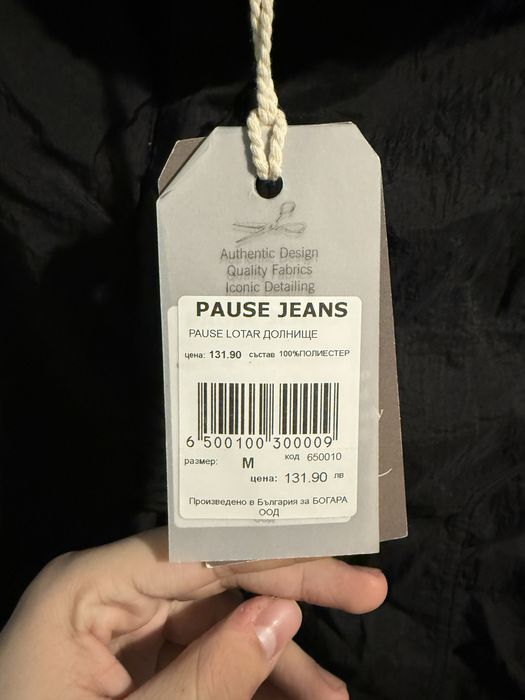 Authentic Design
Quality Fabrics
Iconic Detailing
PAUSE JEANS
PAUSE LOTAR ДОЛНИЩЕ
цена: 131.90 състав 100%ПОЛИЕСТЕР
6 500100 300009
размер: M код 650010
цена: 131.90 лв
Произведено в България за БОГАРА
ООД